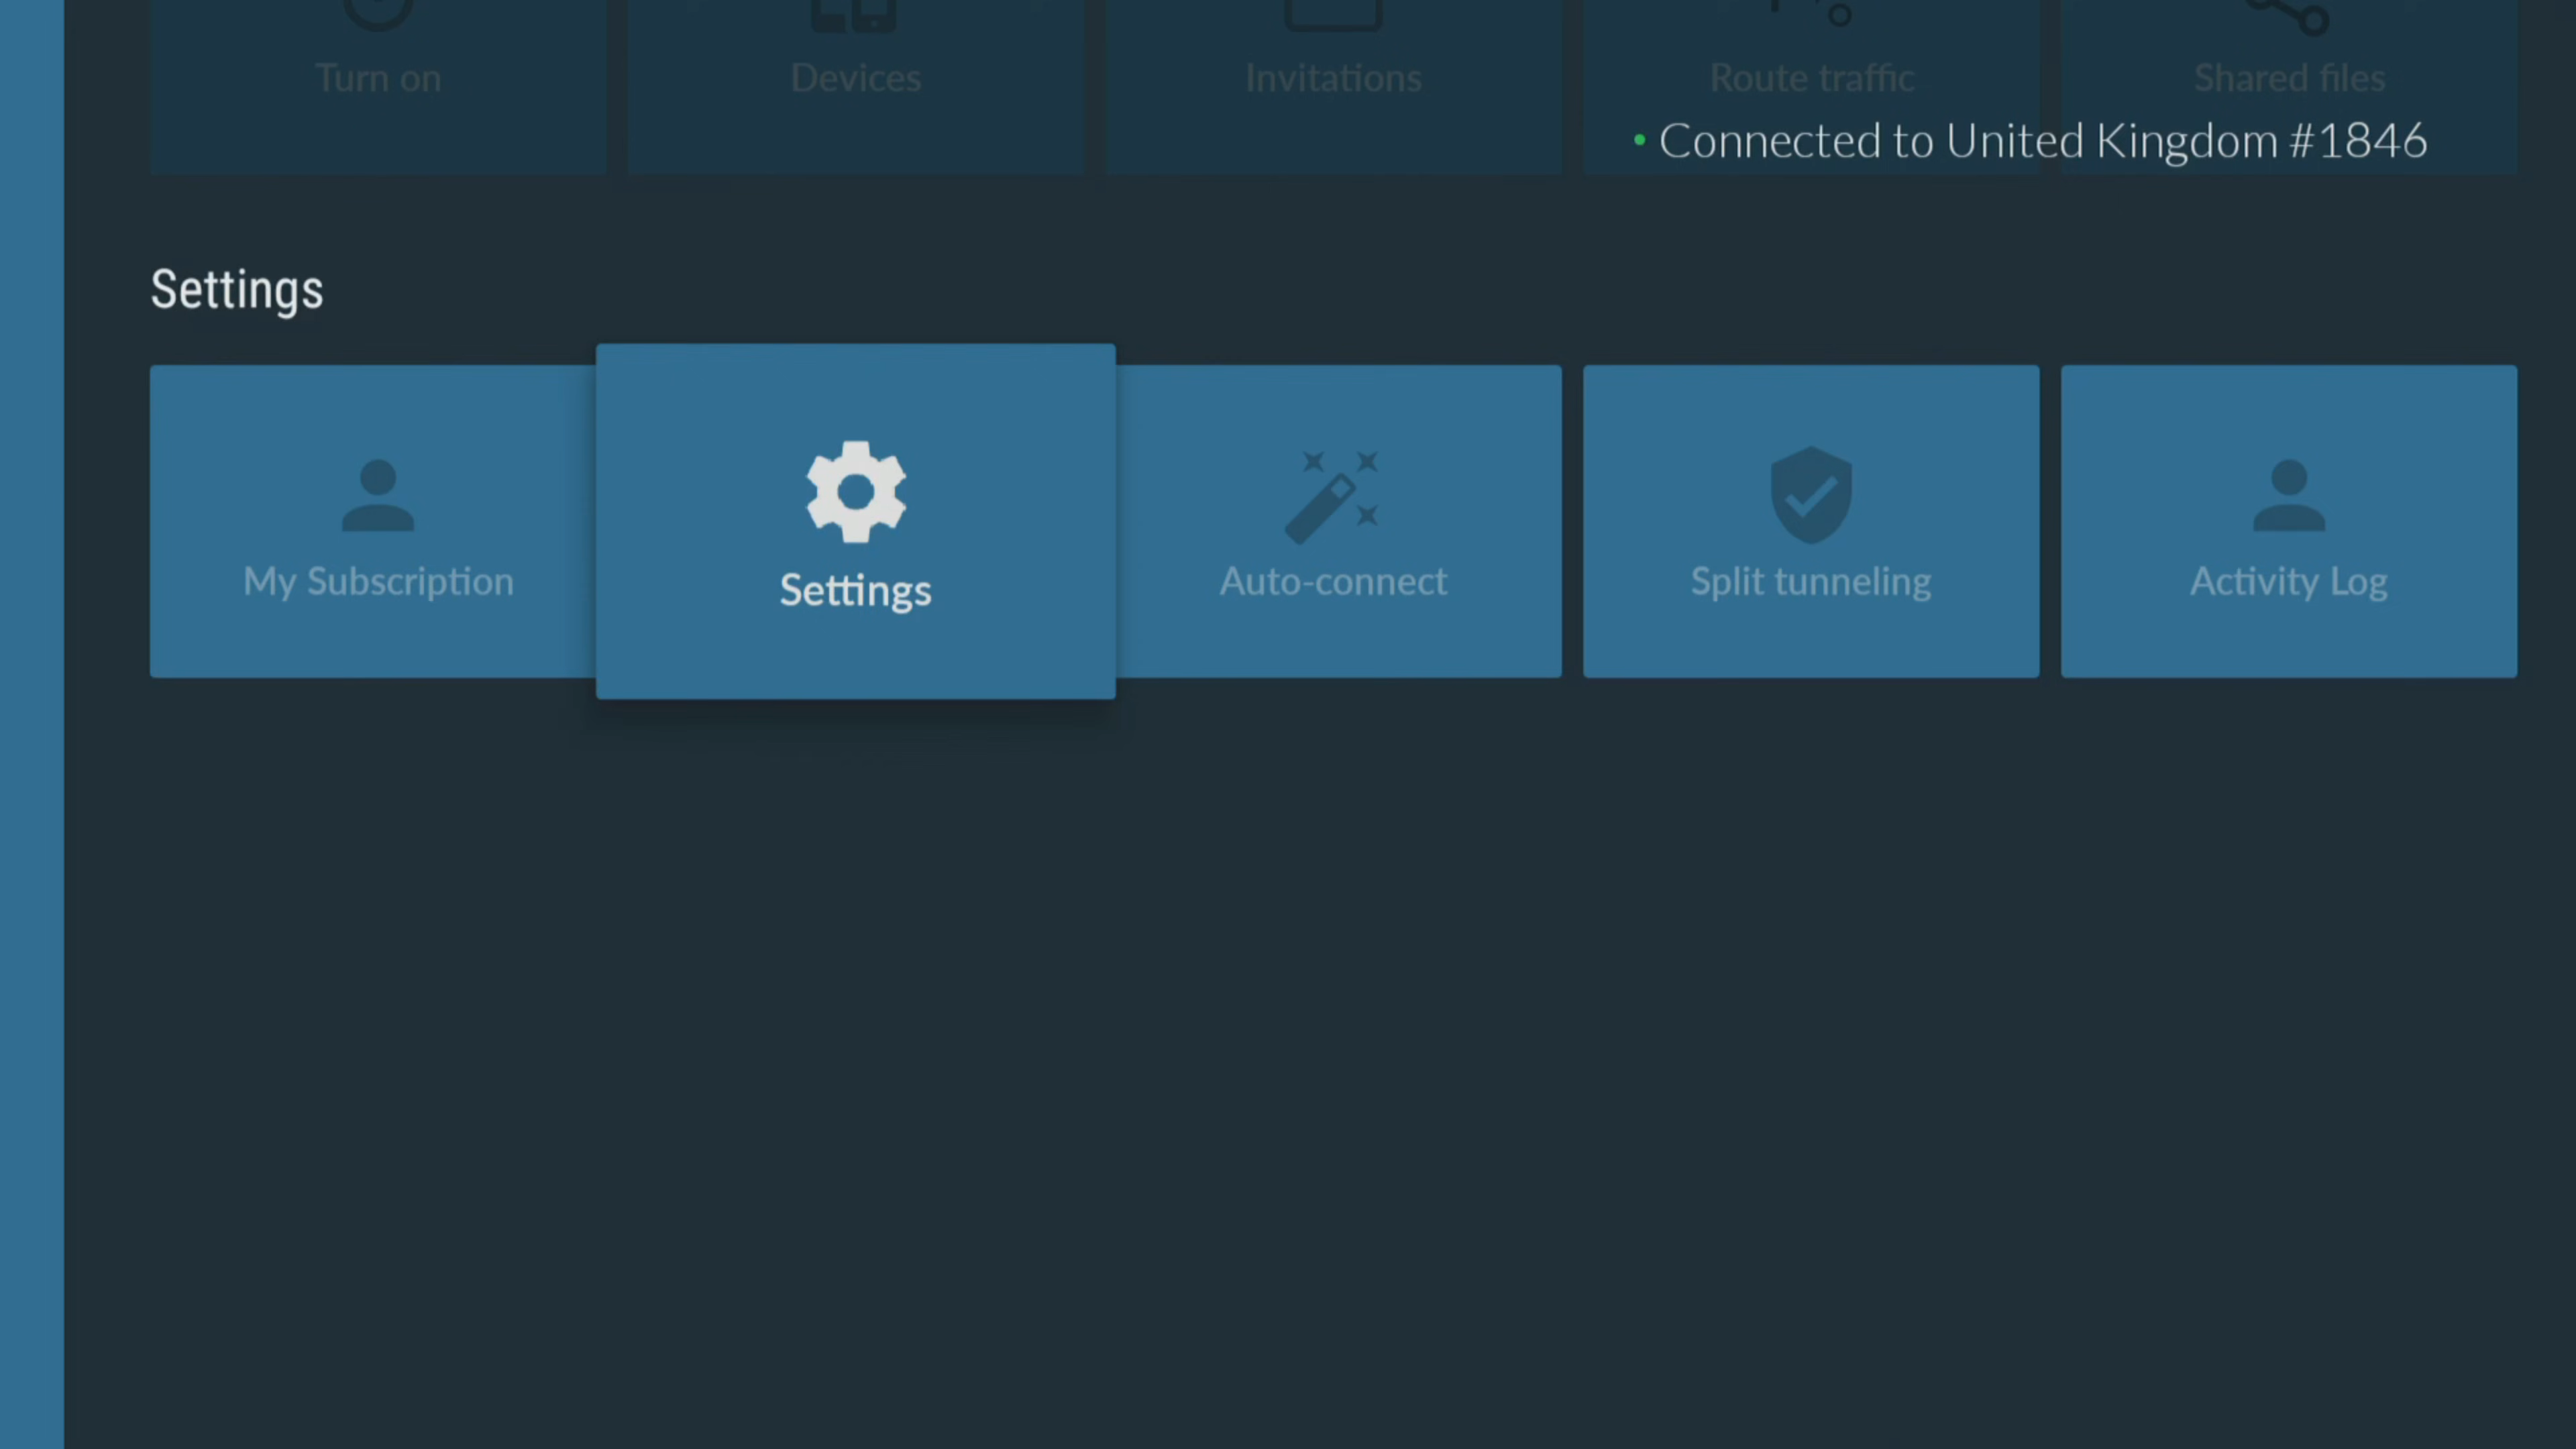 Turn on
Devices
Invitations
Route traffic
Shared files
Connected to United Kingdom #1846
Settings
My Subscription
Settings
Auto-connect
Split tunneling
Activity Log